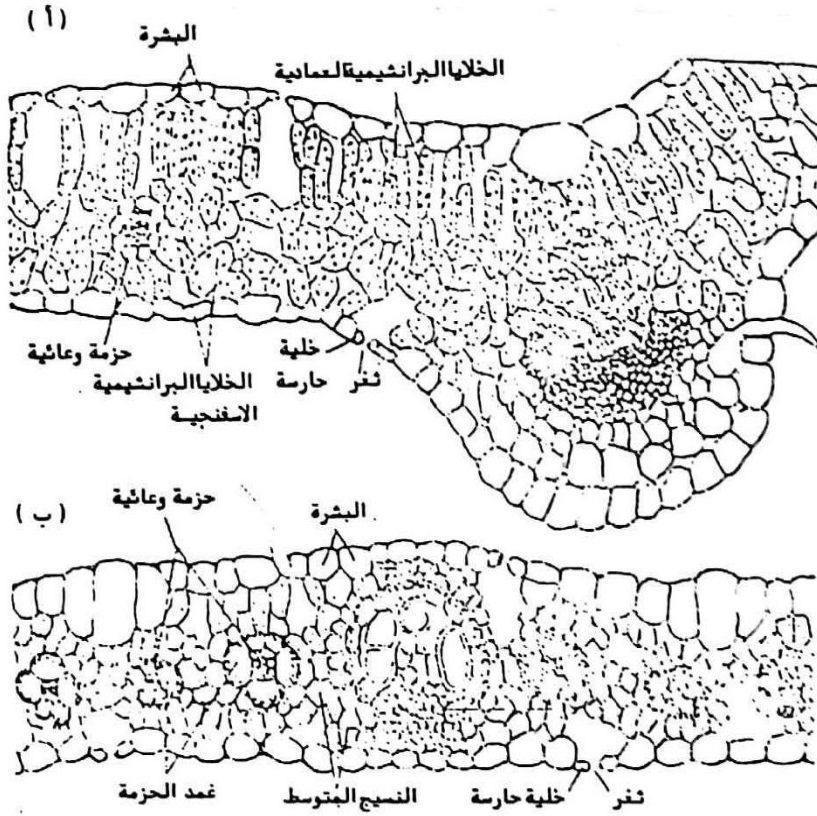 ( أ )
البشرة
الخلايا البرانشيمية العمادية
حزمة وعائية
الخلايا البرانشيمية
الاسفنجية
خلية
حارسة
ثغر
( ب )
حزمة وعائية
البشرة
غمد الحزمة
النسيج المتوسط
خلية حارسة
ثغر